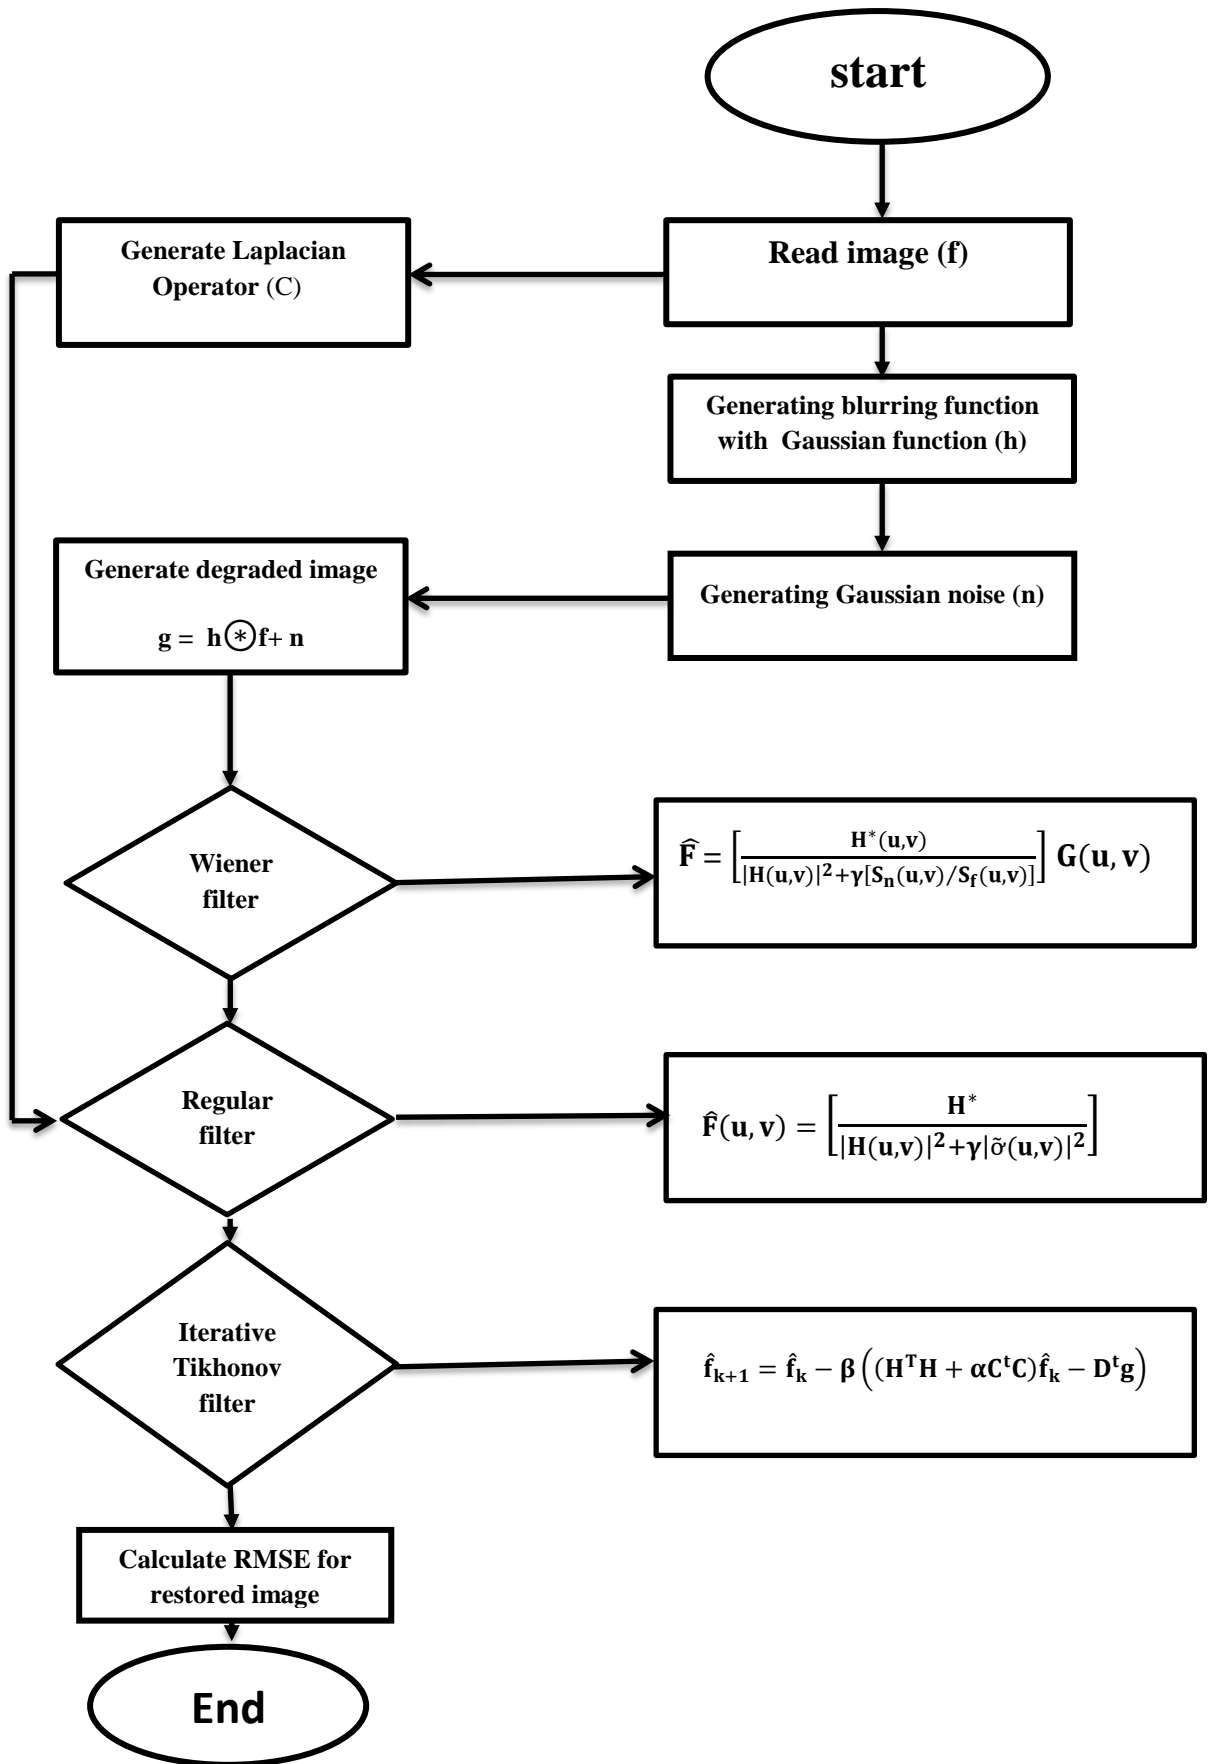 start
Read image (f)
Generate Laplacian
Operator (C)
Generating blurring function
with Gaussian function (h)
Generating Gaussian noise (n)
Generate degraded image
g = h⊛f+ n
Wiener
filter
F̂ = [H*(u,v) / |H(u,v)|²+γ[Sₙ(u,v)/S_f(u,v)]] G(u, v)
Regular
filter
F̂(u, v) = [H* / |H(u,v)|²+γ|õ(u,v)|²]
Iterative
Tikhonov
filter
f̂ₖ₊₁ = f̂ₖ − β((HᵀH + αCᵗC)f̂ₖ − Dᵗg)
Calculate RMSE for
restored image
End